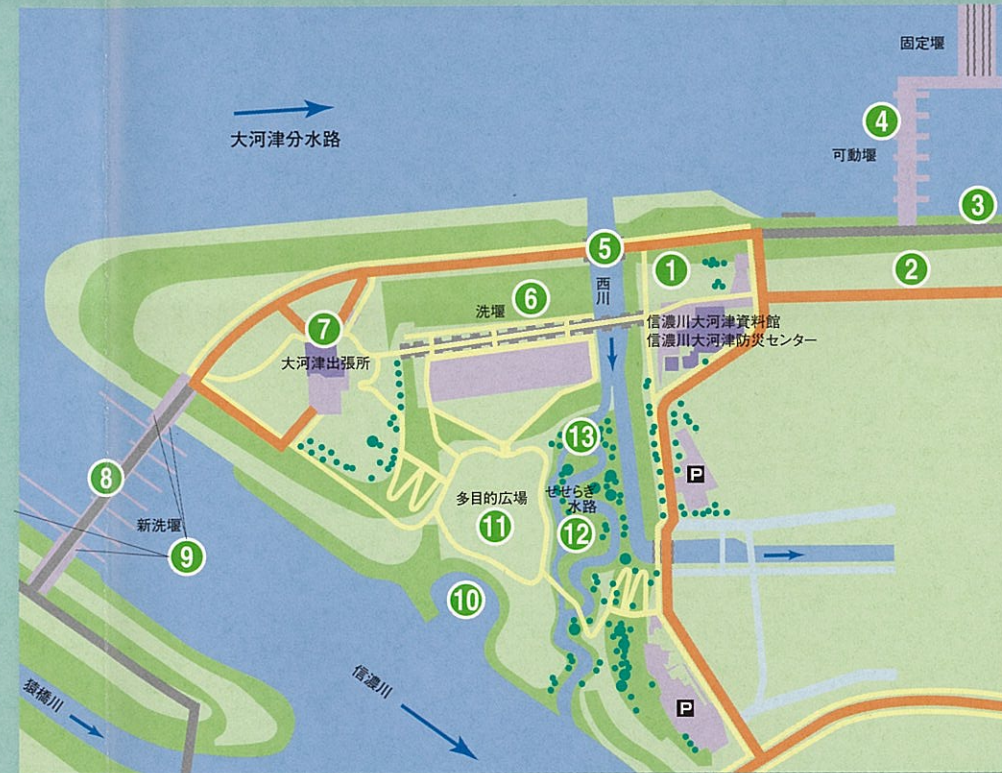 固定堰
4
大河津分水路
可動堰
3
5
1
2
西川
6
洗堰
7
信濃川大河津資料館
信濃川大河津防災センター
大河津出張所
13
P
8
多目的広場
せせらぎ
水路
11
新洗堰
12
9
10
信濃川
猿橋川
P